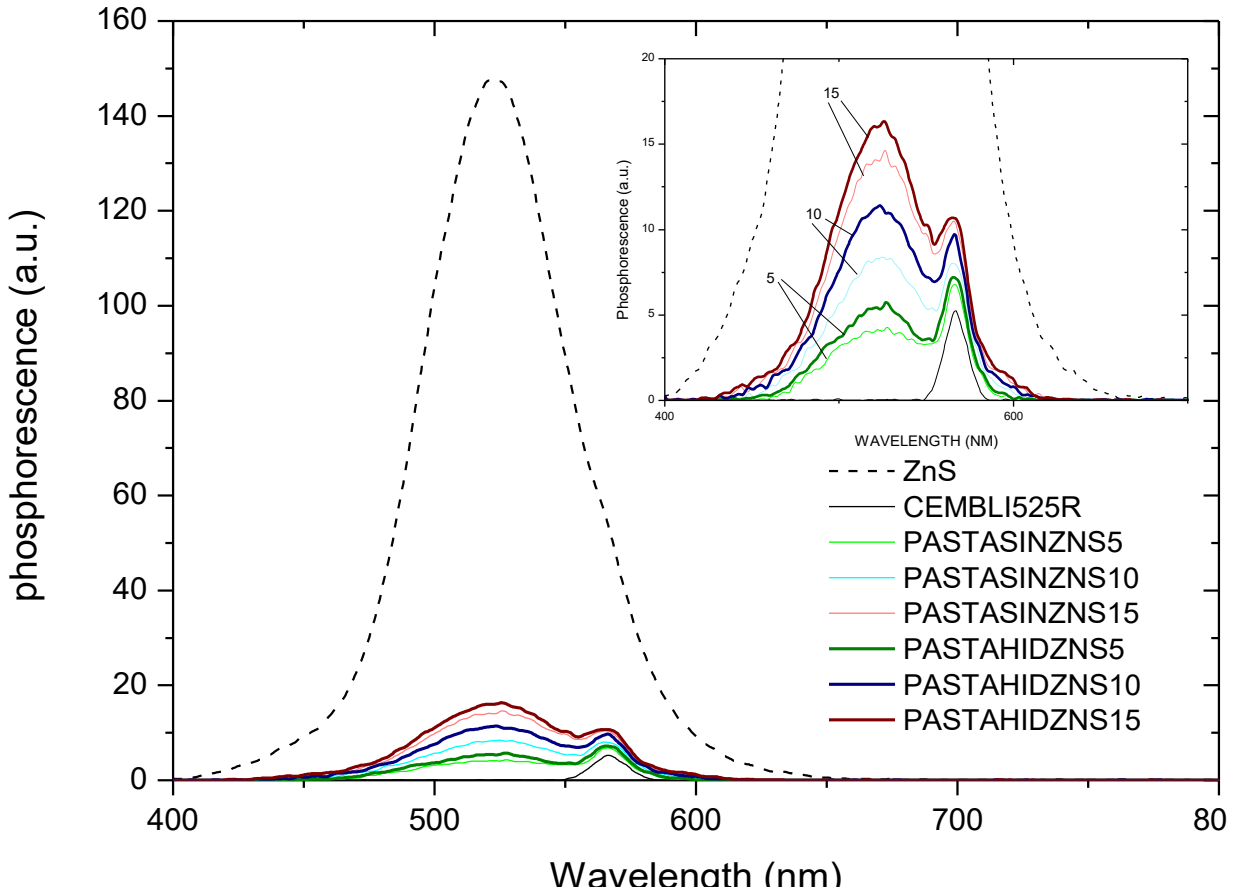 160
140
120
100
80
60
40
20
0
phosphorescence (a.u.)
400
500
600
700
80
Wavelength (nm)
20
15
10
5
0
Phosphorescence (a.u.)
15
10
5
400
600
WAVELENGTH (NM)
ZnS
CEMBLI525R
PASTASINZNS5
PASTASINZNS10
PASTASINZNS15
PASTAHIDZNS5
PASTAHIDZNS10
PASTAHIDZNS15